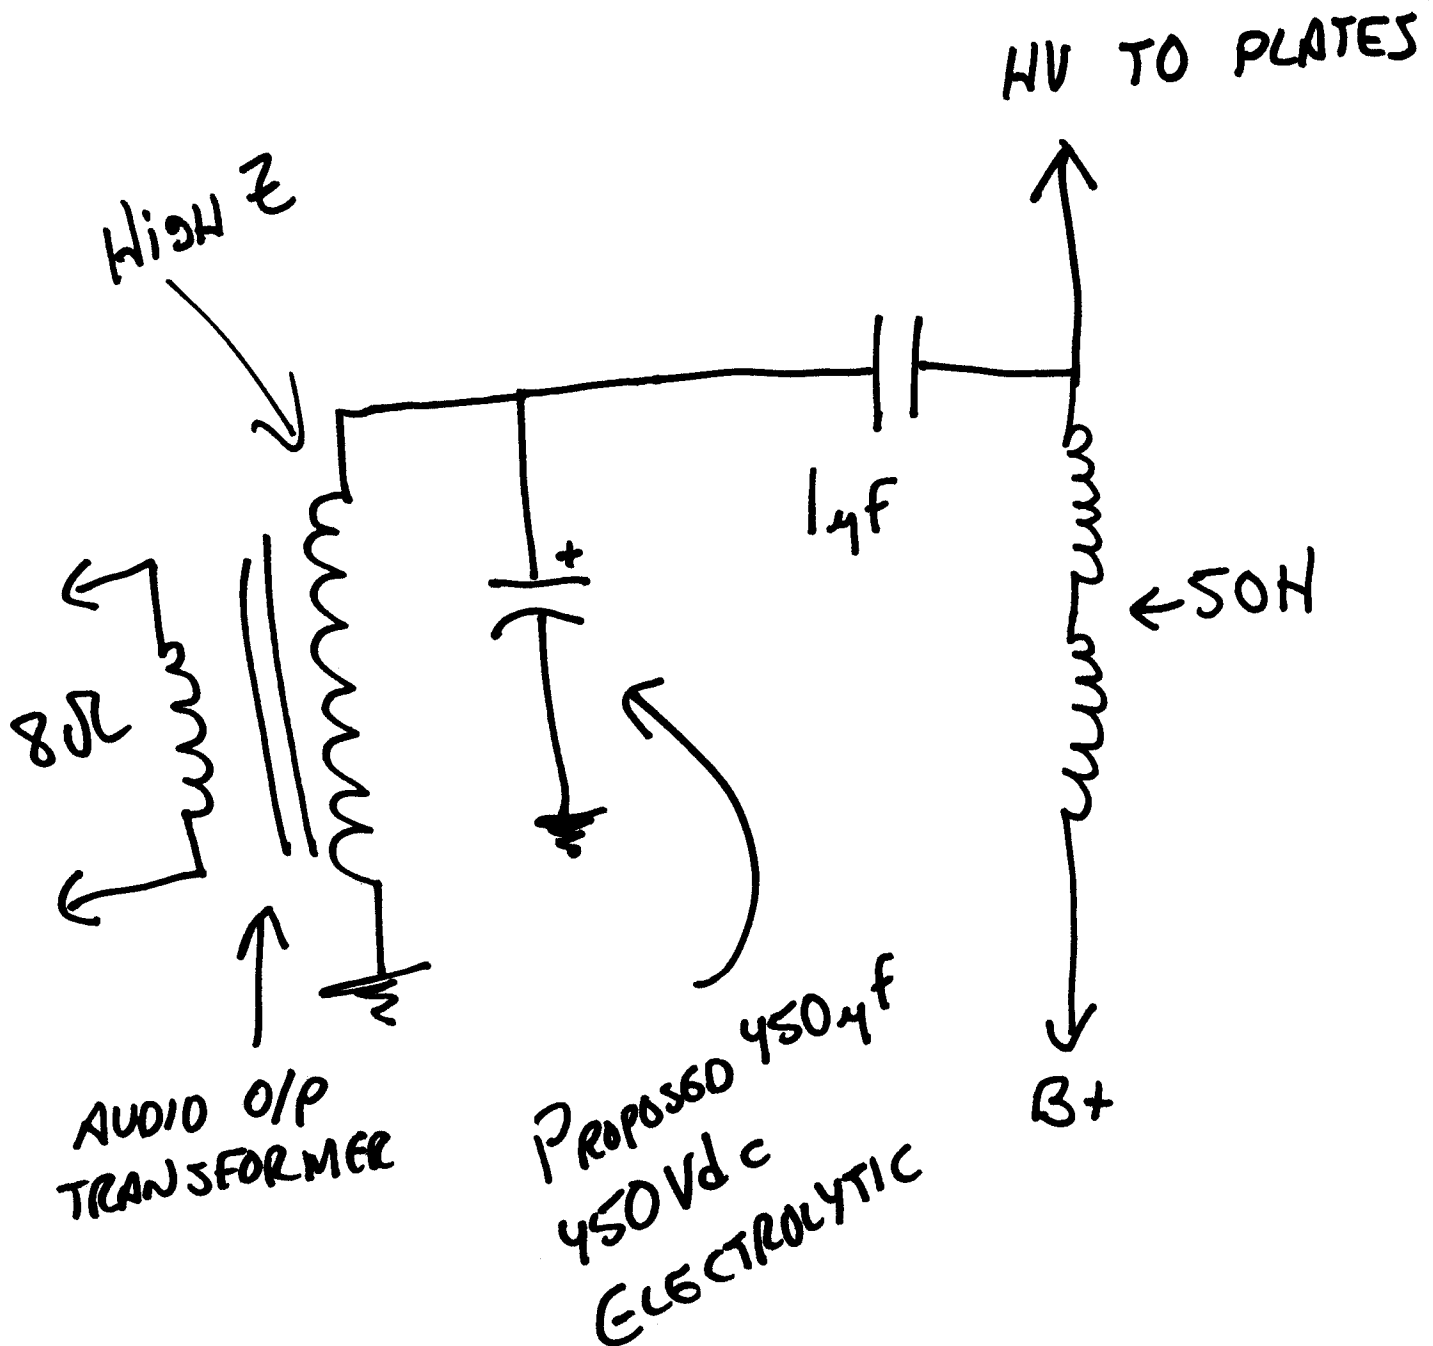 HV TO PLATES
HIGH Z
+
1μF
50H
8Ω
B+
AUDIO O/P
TRANSFORMER
PROPOSED 450μF
450Vdc
ELECTROLYTIC